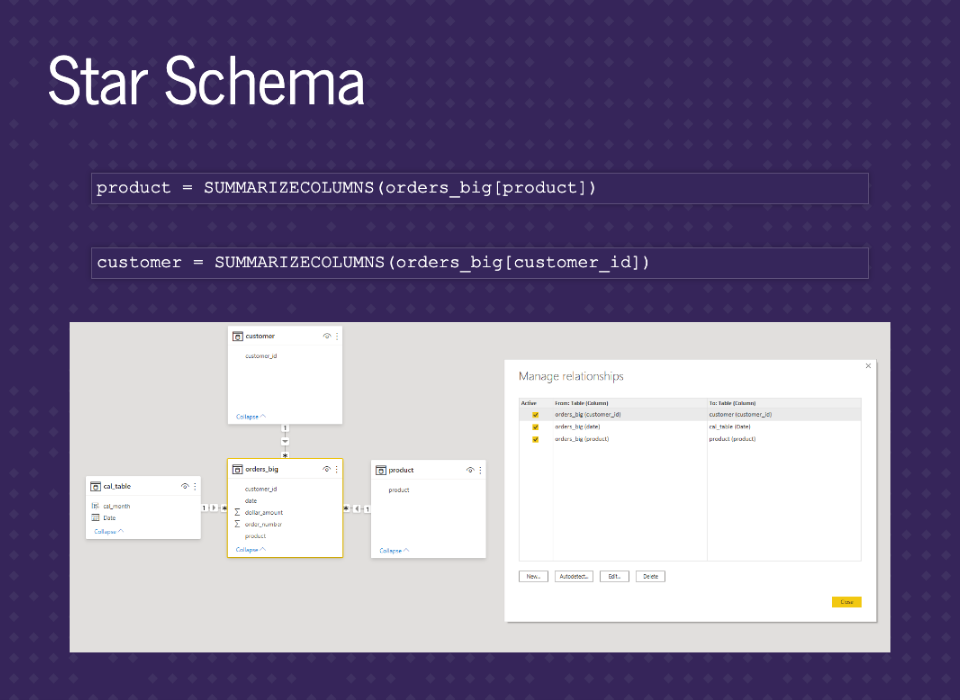 Star Schema
product = SUMMARIZECOLUMNS(orders_big[product])
customer = SUMMARIZECOLUMNS(orders_big[customer_id])
customer
customer_id
Collapse
1
*
cal_table
cal_month
Date
Collapse
1
*
orders_big
customer_id
date
dollar_amount
order_number
product
Collapse
*
1
product
product
Collapse
Manage relationships
Active From: Table (Column) To: Table (Column)
orders_big (customer_id) customer (customer_id)
orders_big (date) cal_table (Date)
orders_big (product) product (product)
New... Autodetect... Edit... Delete
Close